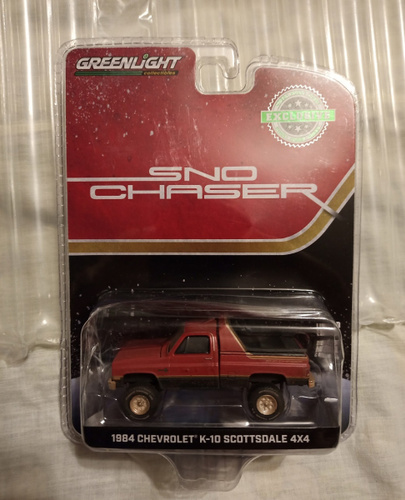 GREENLIGHT
collectibles
EXCLUSIVE
SNO
CHASER
1984 CHEVROLET® K-10 SCOTTSDALE 4X4